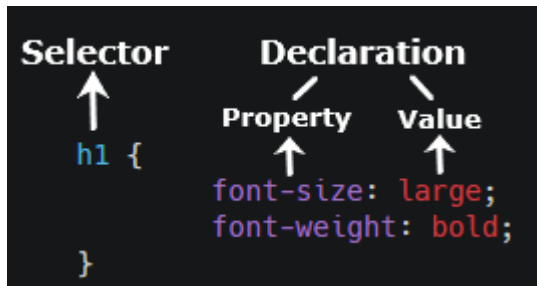 Selector Declaration
Property Value
h1 {
font-size: large;
font-weight: bold;
}